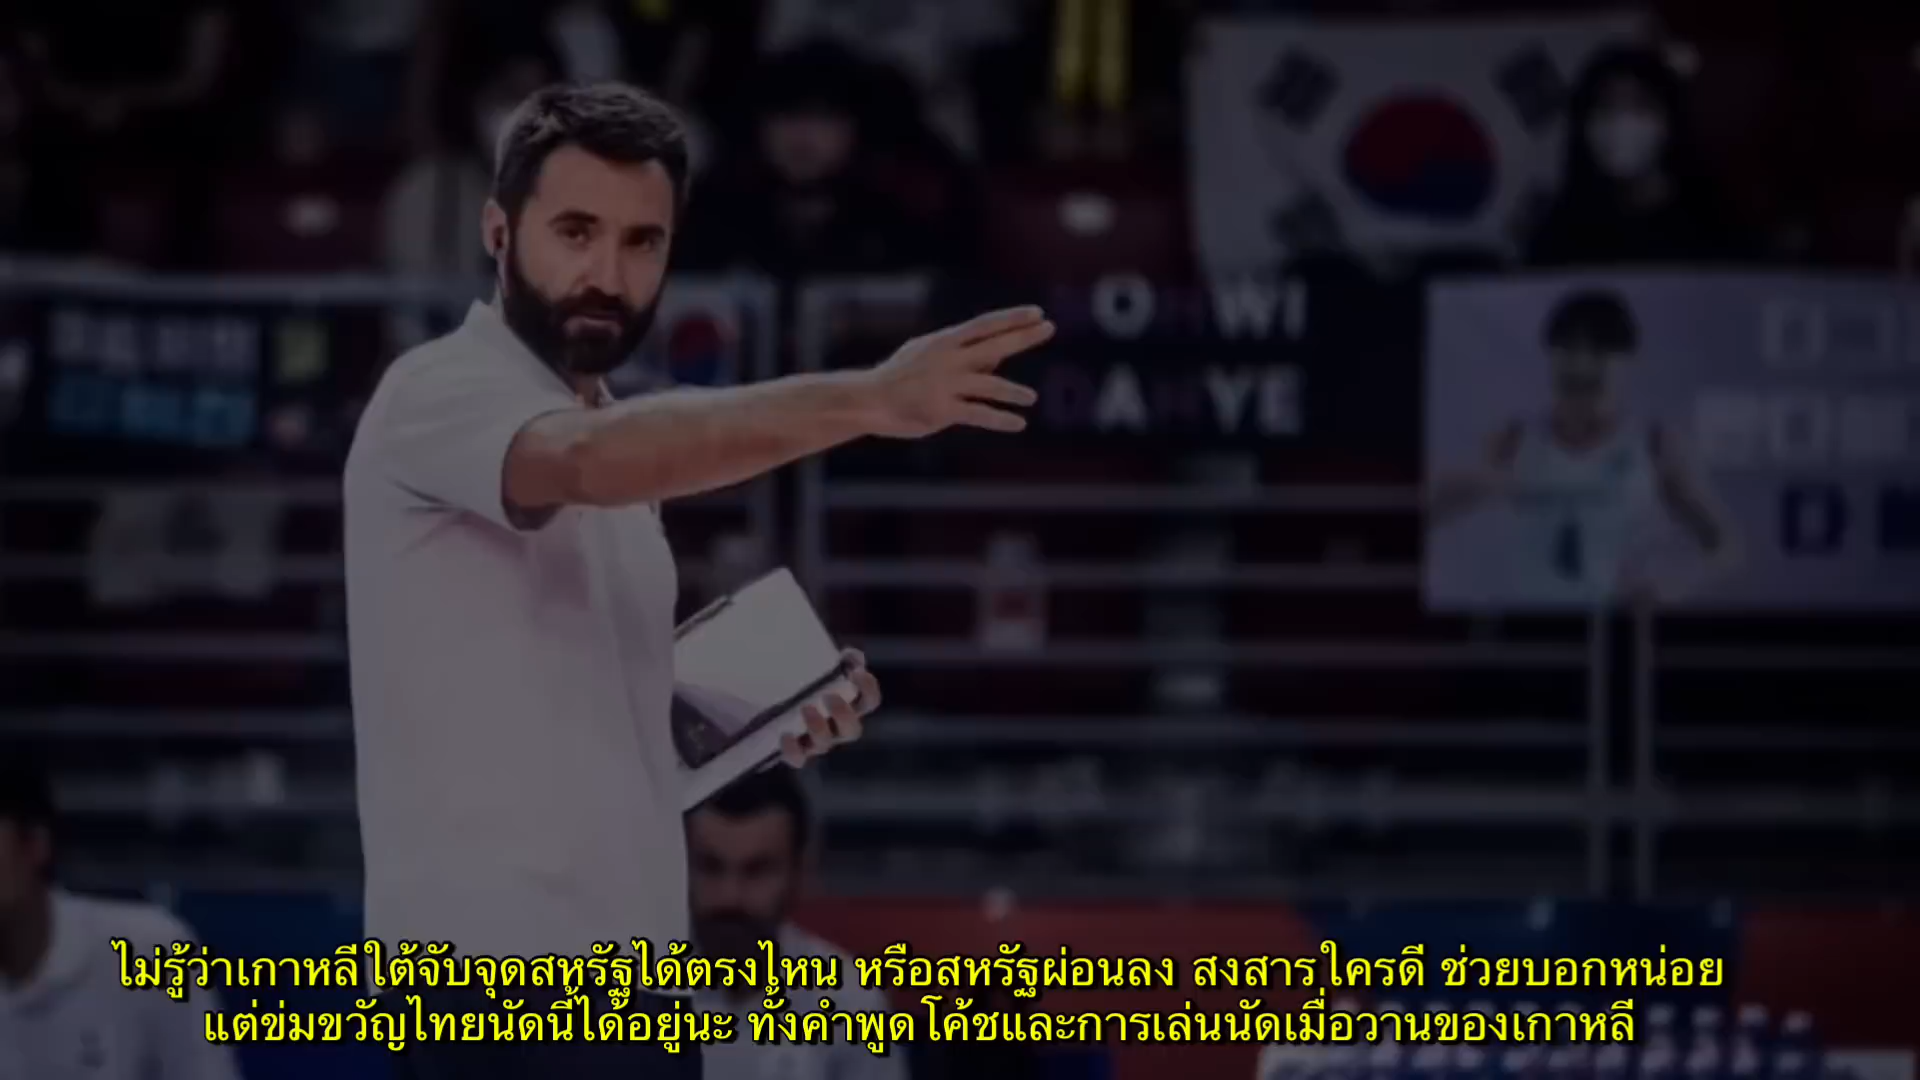 OWI
DAHYE
ไม่รู้ว่าเกาหลีใต้จับจุดสหรัฐได้ตรงไหน หรือสหรัฐผ่อนลง สงสารใครดี ช่วยบอกหน่อย
แต่ข่มขวัญไทยนัดนี้ได้อยู่นะ ทั้งคำพูดโค้ชและการเล่นนัดเมื่อวานของเกาหลี